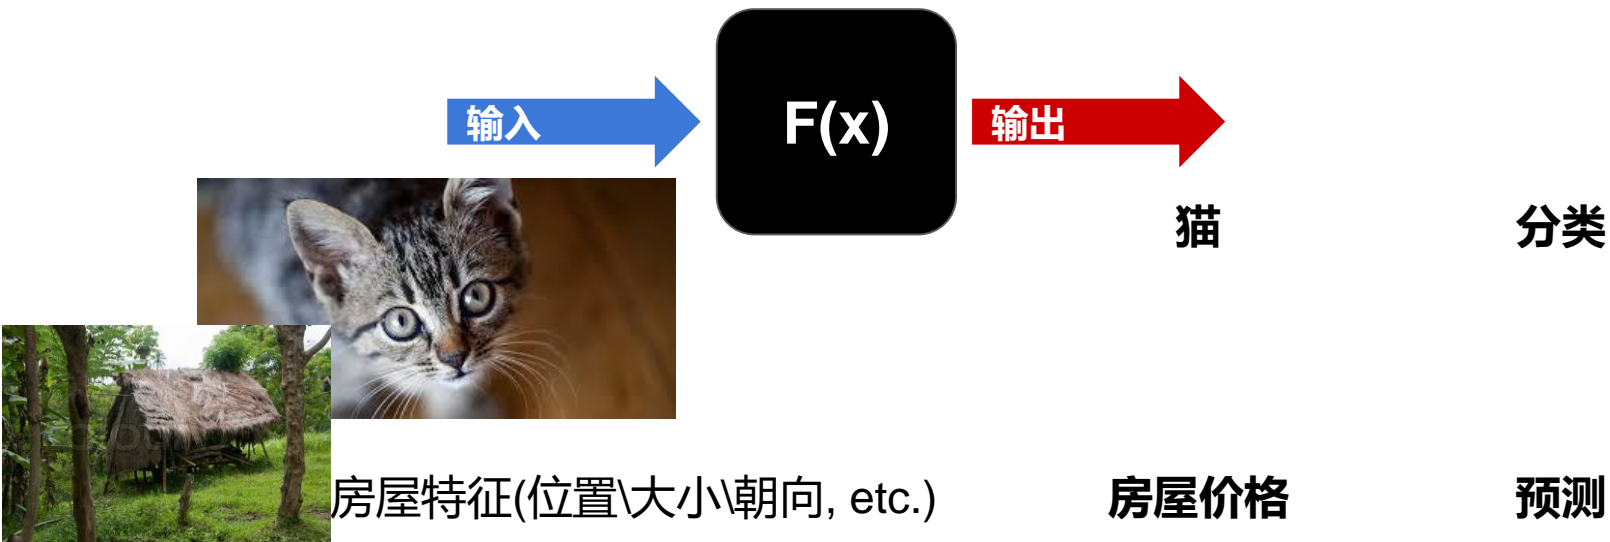 输入
F(x)
输出
猫
分类
房屋特征(位置\大小\朝向, etc.)
房屋价格
预测